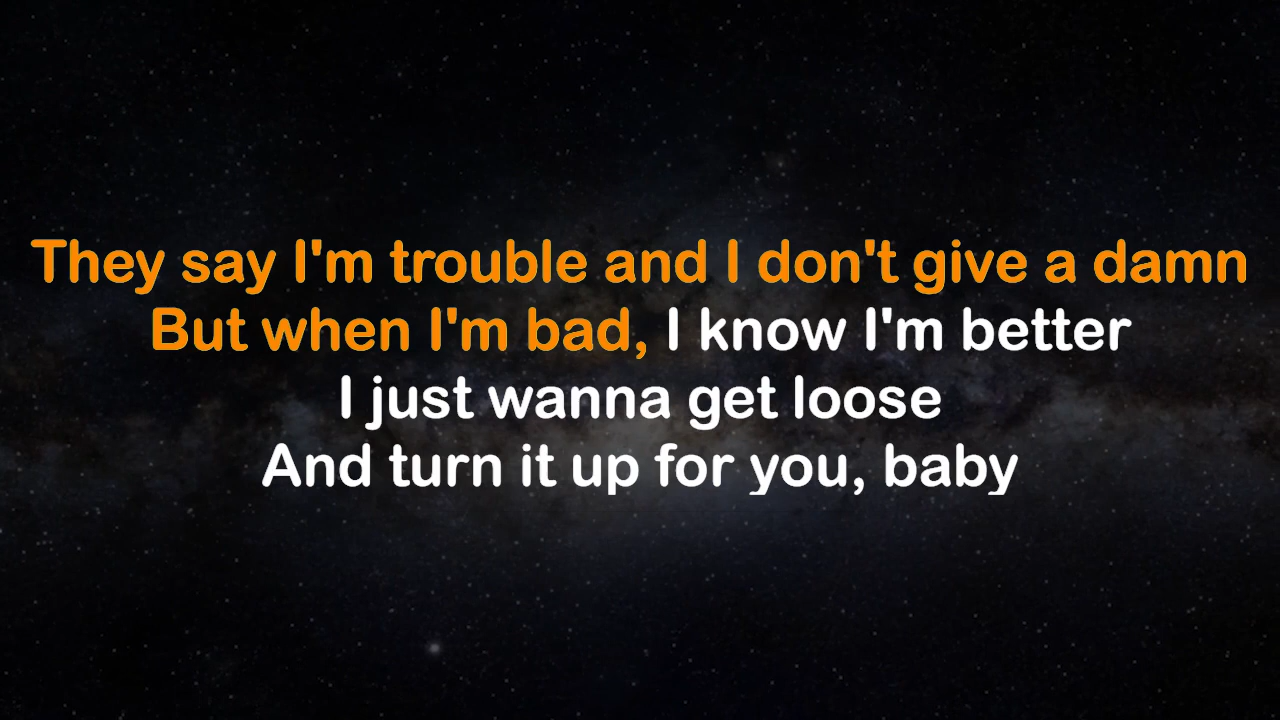 They say I'm trouble and I don't give a damn
But when I'm bad, I know I'm better
I just wanna get loose
And turn it up for you, baby